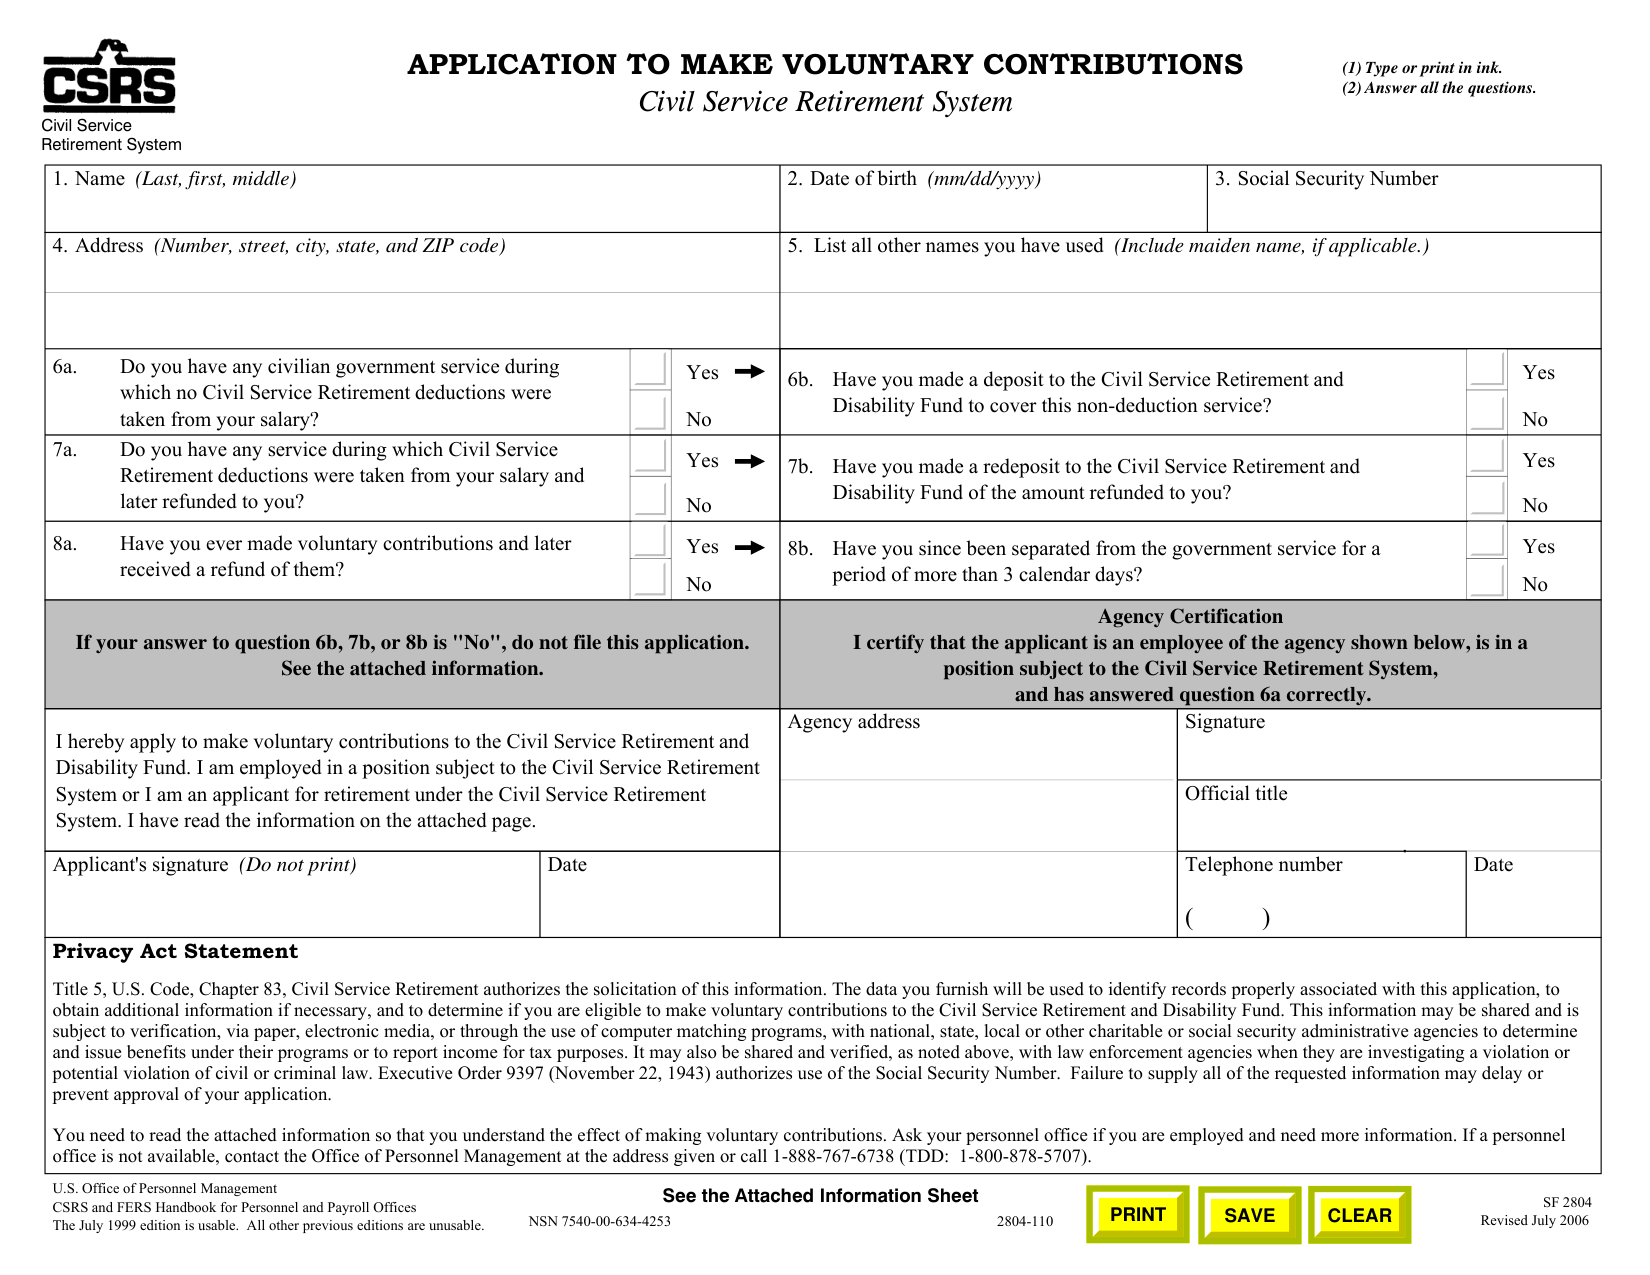 CSRS
Civil Service
Retirement System
APPLICATION TO MAKE VOLUNTARY CONTRIBUTIONS
Civil Service Retirement System
(1) Type or print in ink.
(2) Answer all the questions.
1. Name (Last, first, middle)
2. Date of birth (mm/dd/yyyy)
3. Social Security Number
4. Address (Number, street, city, state, and ZIP code)
5. List all other names you have used (Include maiden name, if applicable.)
6a. Do you have any civilian government service during
which no Civil Service Retirement deductions were
taken from your salary?
Yes
No
6b. Have you made a deposit to the Civil Service Retirement and
Disability Fund to cover this non-deduction service?
Yes
No
7a. Do you have any service during which Civil Service
Retirement deductions were taken from your salary and
later refunded to you?
Yes
No
7b. Have you made a redeposit to the Civil Service Retirement and
Disability Fund of the amount refunded to you?
Yes
No
8a. Have you ever made voluntary contributions and later
received a refund of them?
Yes
No
8b. Have you since been separated from the government service for a
period of more than 3 calendar days?
Yes
No
If your answer to question 6b, 7b, or 8b is "No", do not file this application.
See the attached information.
Agency Certification
I certify that the applicant is an employee of the agency shown below, is in a
position subject to the Civil Service Retirement System,
and has answered question 6a correctly.
I hereby apply to make voluntary contributions to the Civil Service Retirement and
Disability Fund. I am employed in a position subject to the Civil Service Retirement
System or I am an applicant for retirement under the Civil Service Retirement
System. I have read the information on the attached page.
Agency address
Signature
Official title
Applicant's signature (Do not print)
Date
Telephone number
( )
Date
Privacy Act Statement
Title 5, U.S. Code, Chapter 83, Civil Service Retirement authorizes the solicitation of this information. The data you furnish will be used to identify records properly associated with this application, to
obtain additional information if necessary, and to determine if you are eligible to make voluntary contributions to the Civil Service Retirement and Disability Fund. This information may be shared and is
subject to verification, via paper, electronic media, or through the use of computer matching programs, with national, state, local or other charitable or social security administrative agencies to determine
and issue benefits under their programs or to report income for tax purposes. It may also be shared and verified, as noted above, with law enforcement agencies when they are investigating a violation or
potential violation of civil or criminal law. Executive Order 9397 (November 22, 1943) authorizes use of the Social Security Number. Failure to supply all of the requested information may delay or
prevent approval of your application.
You need to read the attached information so that you understand the effect of making voluntary contributions. Ask your personnel office if you are employed and need more information. If a personnel
office is not available, contact the Office of Personnel Management at the address given or call 1-888-767-6738 (TDD: 1-800-878-5707).
U.S. Office of Personnel Management
CSRS and FERS Handbook for Personnel and Payroll Offices
The July 1999 edition is usable. All other previous editions are unusable.
See the Attached Information Sheet
NSN 7540-00-634-4253
2804-110
PRINT
SAVE
CLEAR
SF 2804
Revised July 2006